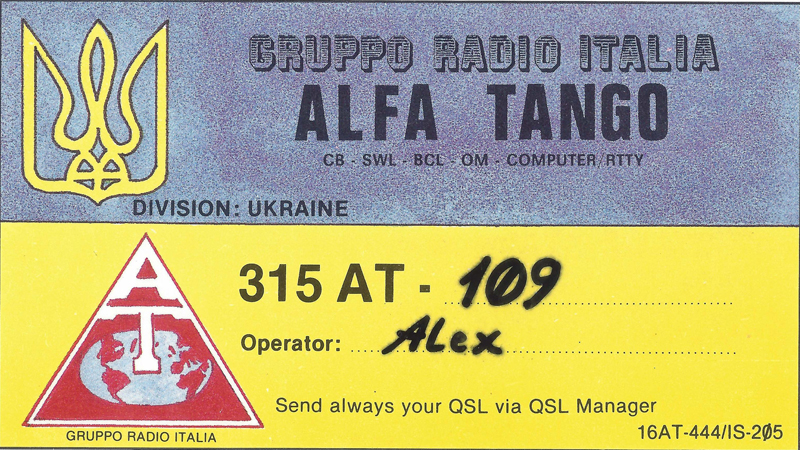 GRUPPO RADIO ITALIA
ALFA TANGO
CB - SWL - BCL - OM - COMPUTER/RTTY
DIVISION: UKRAINE
AT
GRUPPO RADIO ITALIA
315 AT - 109
Operator: Alex
Send always your QSL via QSL Manager
16AT-444/IS-205